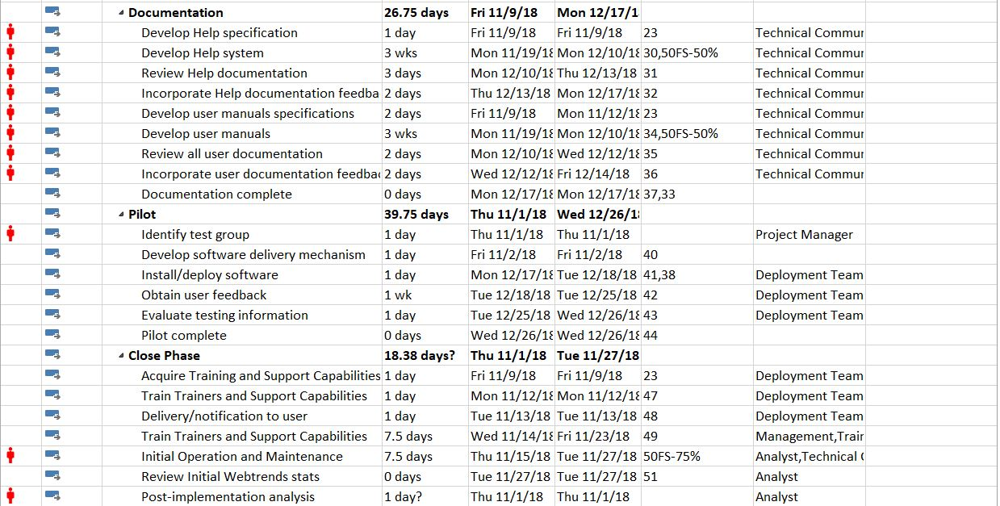 Documentation 26.75 days Fri 11/9/18 Mon 12/17/1
Develop Help specification 1 day Fri 11/9/18 Fri 11/9/18 23 Technical Commu
Develop Help system 3 wks Mon 11/19/18 Mon 12/10/18 30,50FS-50% Technical Commu
Review Help documentation 3 days Mon 12/10/18 Thu 12/13/18 31 Technical Commu
Incorporate Help documentation feedba 2 days Thu 12/13/18 Mon 12/17/18 32 Technical Commu
Develop user manuals specifications 2 days Fri 11/9/18 Mon 11/12/18 23 Technical Commu
Develop user manuals 3 wks Mon 11/19/18 Mon 12/10/18 34,50FS-50% Technical Commu
Review all user documentation 2 days Mon 12/10/18 Wed 12/12/18 35 Technical Commu
Incorporate user documentation feedba 2 days Wed 12/12/18 Fri 12/14/18 36 Technical Commu
Documentation complete 0 days Mon 12/17/18 Mon 12/17/18 37,33
Pilot 39.75 days Thu 11/1/18 Wed 12/26/18
Identify test group 1 day Thu 11/1/18 Thu 11/1/18 Project Manager
Develop software delivery mechanism 1 day Fri 11/2/18 Fri 11/2/18 40
Install/deploy software 1 day Mon 12/17/18 Tue 12/18/18 41,38 Deployment Team
Obtain user feedback 1 wk Tue 12/18/18 Tue 12/25/18 42 Deployment Team
Evaluate testing information 1 day Tue 12/25/18 Wed 12/26/18 43 Deployment Team
Pilot complete 0 days Wed 12/26/18 Wed 12/26/18 44
Close Phase 18.38 days? Thu 11/1/18 Tue 11/27/18
Acquire Training and Support Capabilities 1 day Fri 11/9/18 Fri 11/9/18 23 Deployment Team
Train Trainers and Support Capabilities 1 day Mon 11/12/18 Mon 11/12/18 47 Deployment Team
Delivery/notification to user 1 day Tue 11/13/18 Tue 11/13/18 48 Deployment Team
Train Trainers and Support Capabilities 7.5 days Wed 11/14/18 Fri 11/23/18 49 Management,Train
Initial Operation and Maintenance 7.5 days Thu 11/15/18 Tue 11/27/18 50FS-75% Analyst,Technical
Review Initial Webtrends stats 0 days Tue 11/27/18 Tue 11/27/18 51 Analyst
Post-implementation analysis 1 day? Thu 11/1/18 Thu 11/1/18 Analyst